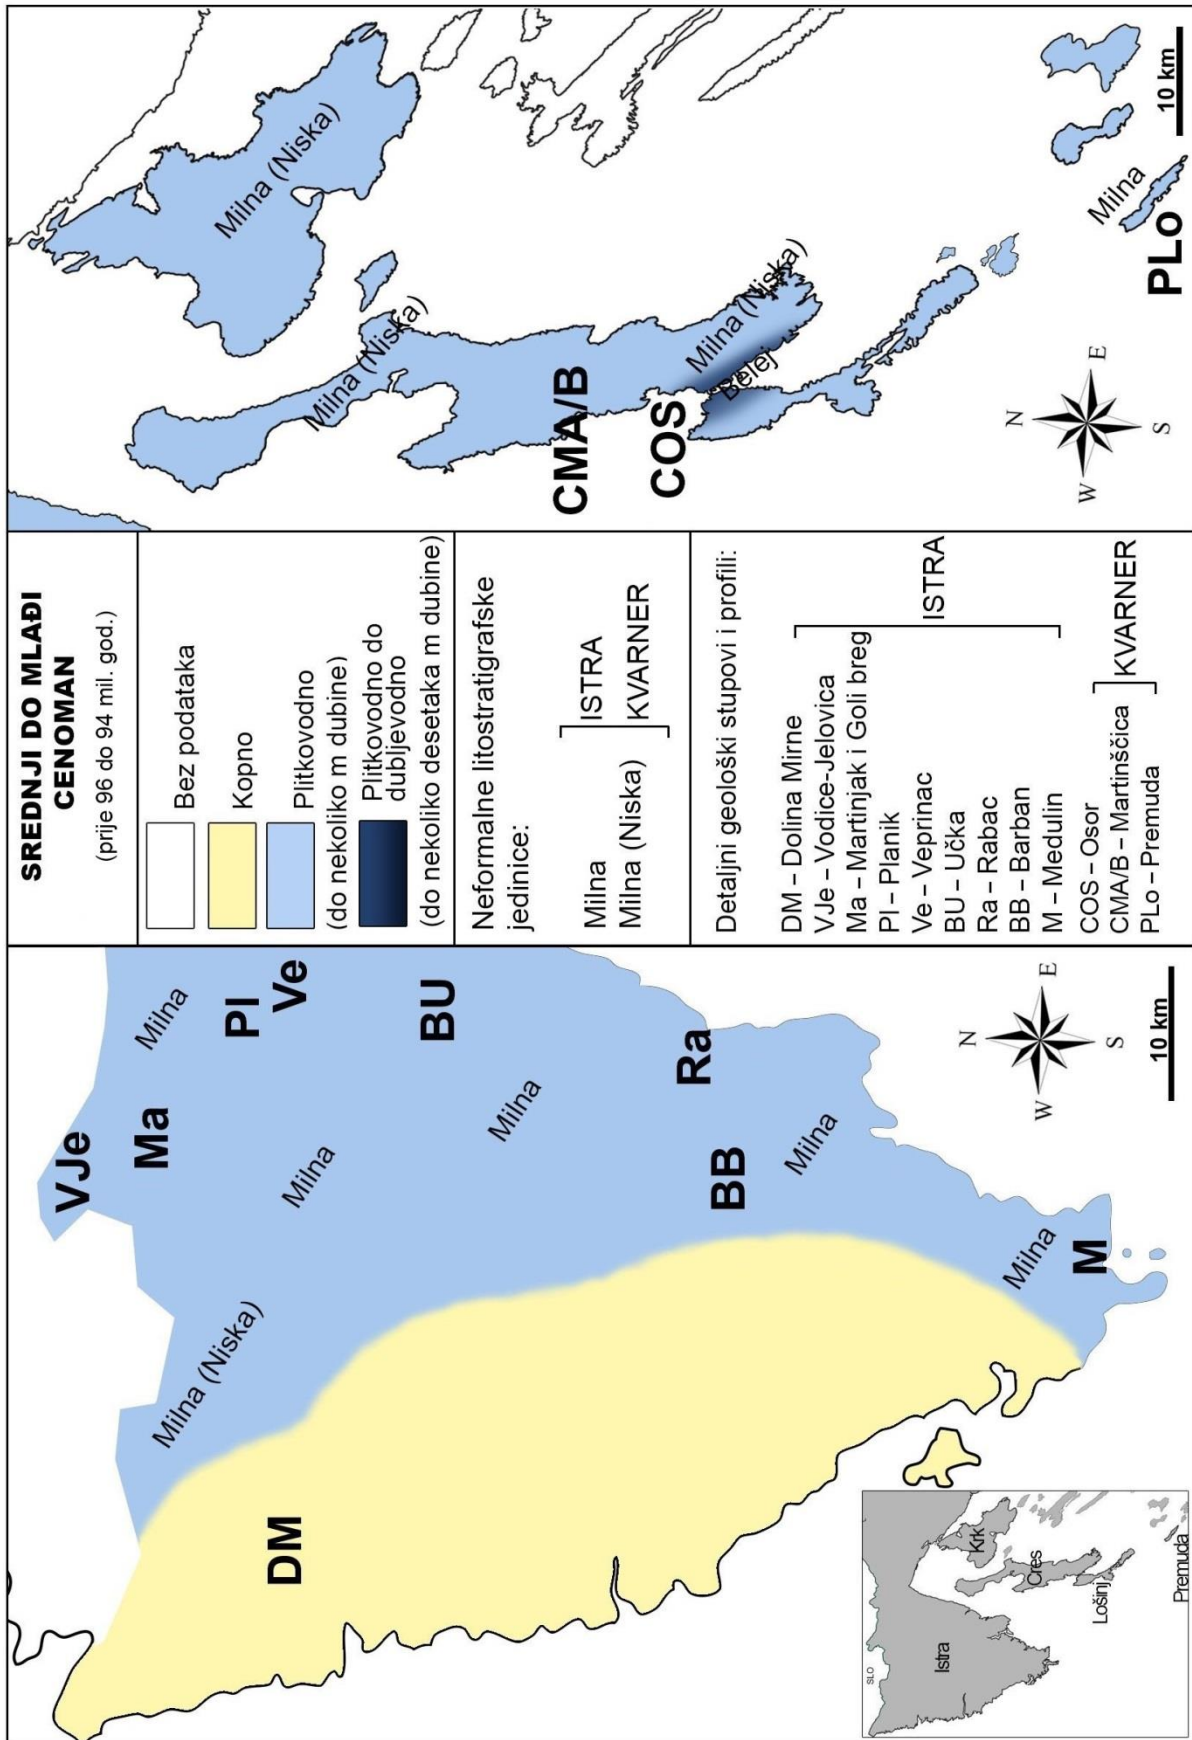 VJe
Ma
Milna
PI
Ve
Milna (Niska)
Milna
DM
BU
Milna
Ra
BB
Milna
Milna
M
N
W
E
S
10 km
SLO
Istra
Krk
Cres
Lošinj
Premuda
SREDNJI DO MLAĐI
CENOMAN
(prije 96 do 94 mil. god.)
Bez podataka
Kopno
Plitkovodno
(do nekoliko m dubine)
Plitkovodno do
dubljevodno
(do nekoliko desetaka m dubine)
Neformalne litostratigrafske
jedinice:
Milna
Milna (Niska)
ISTRA
KVARNER
Detaljni geološki stupovi i profili:
DM – Dolina Mirne
VJe – Vodice-Jelovica
Ma – Martinjak i Goli breg
PI – Planik
Ve – Veprinac
BU – Učka
Ra – Rabac
BB – Barban
M – Medulin
ISTRA
COS – Osor
CMA/B – Martinščica
PLo – Premuda
KVARNER
Milna (Niska)
Milna (Niska)
CMA/B
COS
Milna (Niska)
Belej
Milna
PLo
N
W
E
S
10 km